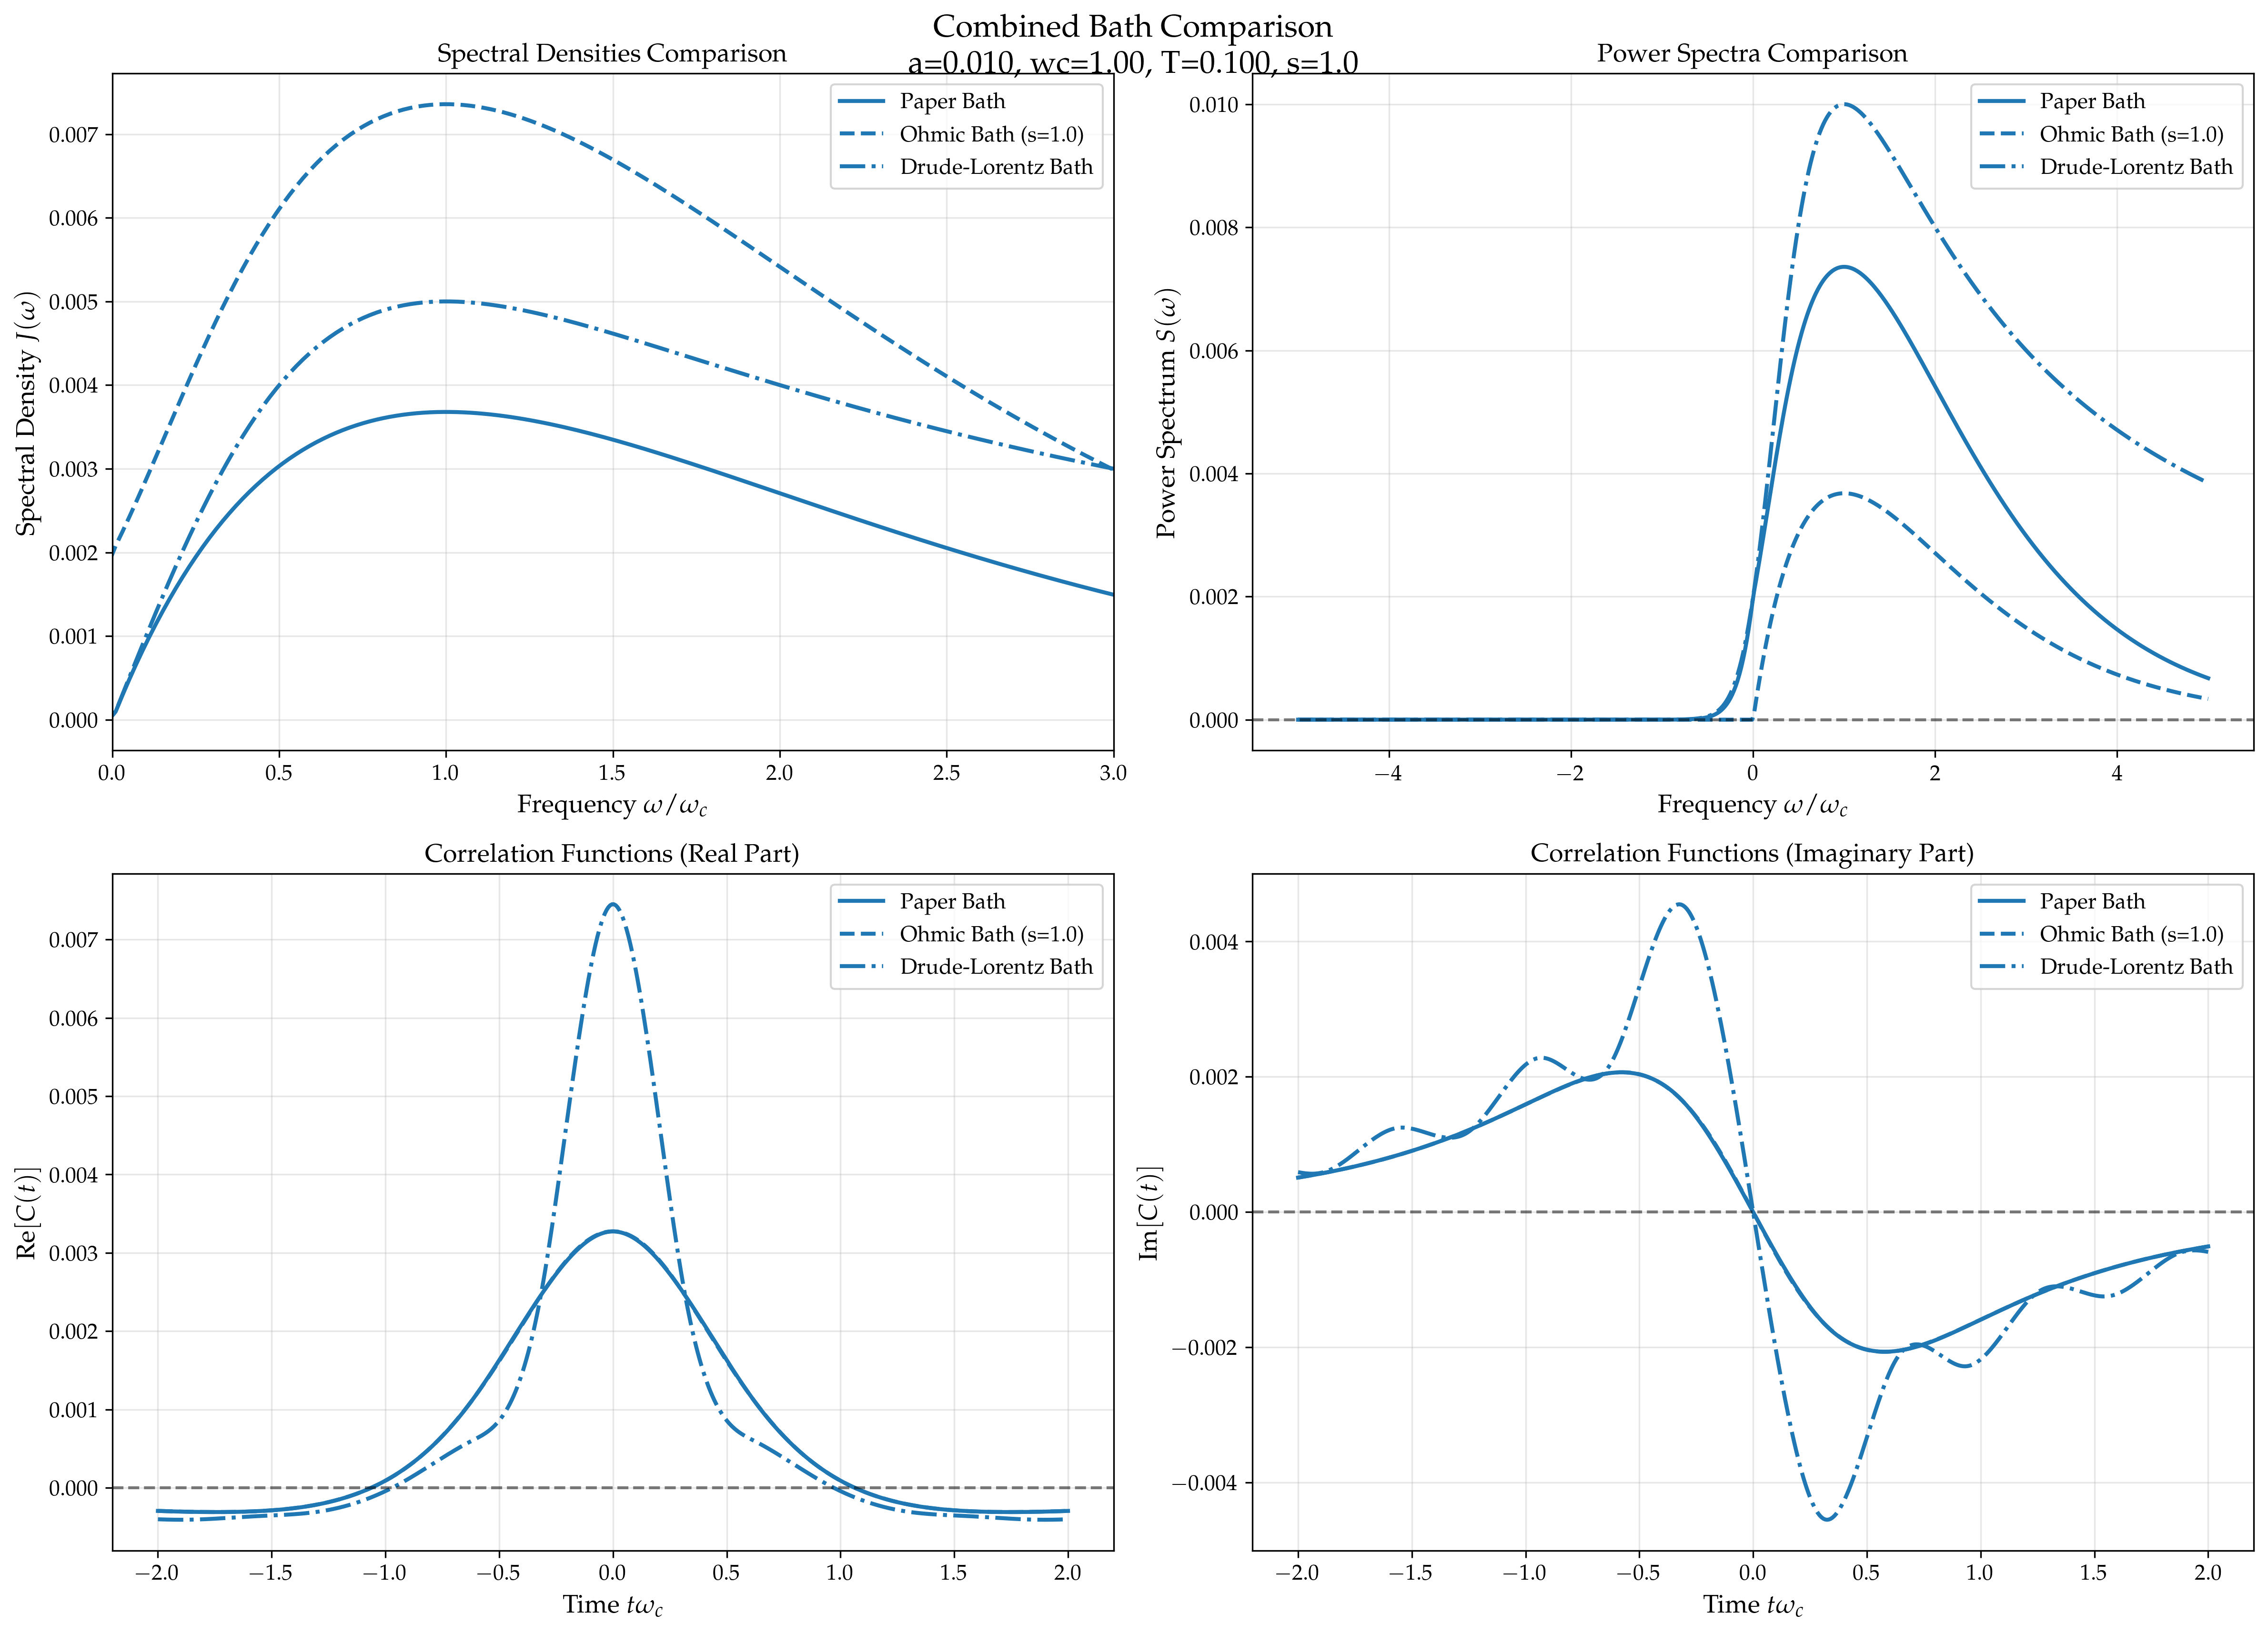 Combined Bath Comparison
a=0.010, wc=1.00, T=0.100, s=1.0
Spectral Densities Comparison
Spectral Density J(ω)
0.007
0.006
0.005
0.004
0.003
0.002
0.001
0.000
0.0 0.5 1.0 1.5 2.0 2.5 3.0
Frequency ω/ω_c
Paper Bath
Ohmic Bath (s=1.0)
Drude-Lorentz Bath
Power Spectra Comparison
Power Spectrum S(ω)
0.010
0.008
0.006
0.004
0.002
0.000
−4 −2 0 2 4
Frequency ω/ω_c
Paper Bath
Ohmic Bath (s=1.0)
Drude-Lorentz Bath
Correlation Functions (Real Part)
Re[C(t)]
0.007
0.006
0.005
0.004
0.003
0.002
0.001
0.000
−2.0 −1.5 −1.0 −0.5 0.0 0.5 1.0 1.5 2.0
Time tω_c
Paper Bath
Ohmic Bath (s=1.0)
Drude-Lorentz Bath
Correlation Functions (Imaginary Part)
Im[C(t)]
0.004
0.002
0.000
−0.002
−0.004
−2.0 −1.5 −1.0 −0.5 0.0 0.5 1.0 1.5 2.0
Time tω_c
Paper Bath
Ohmic Bath (s=1.0)
Drude-Lorentz Bath